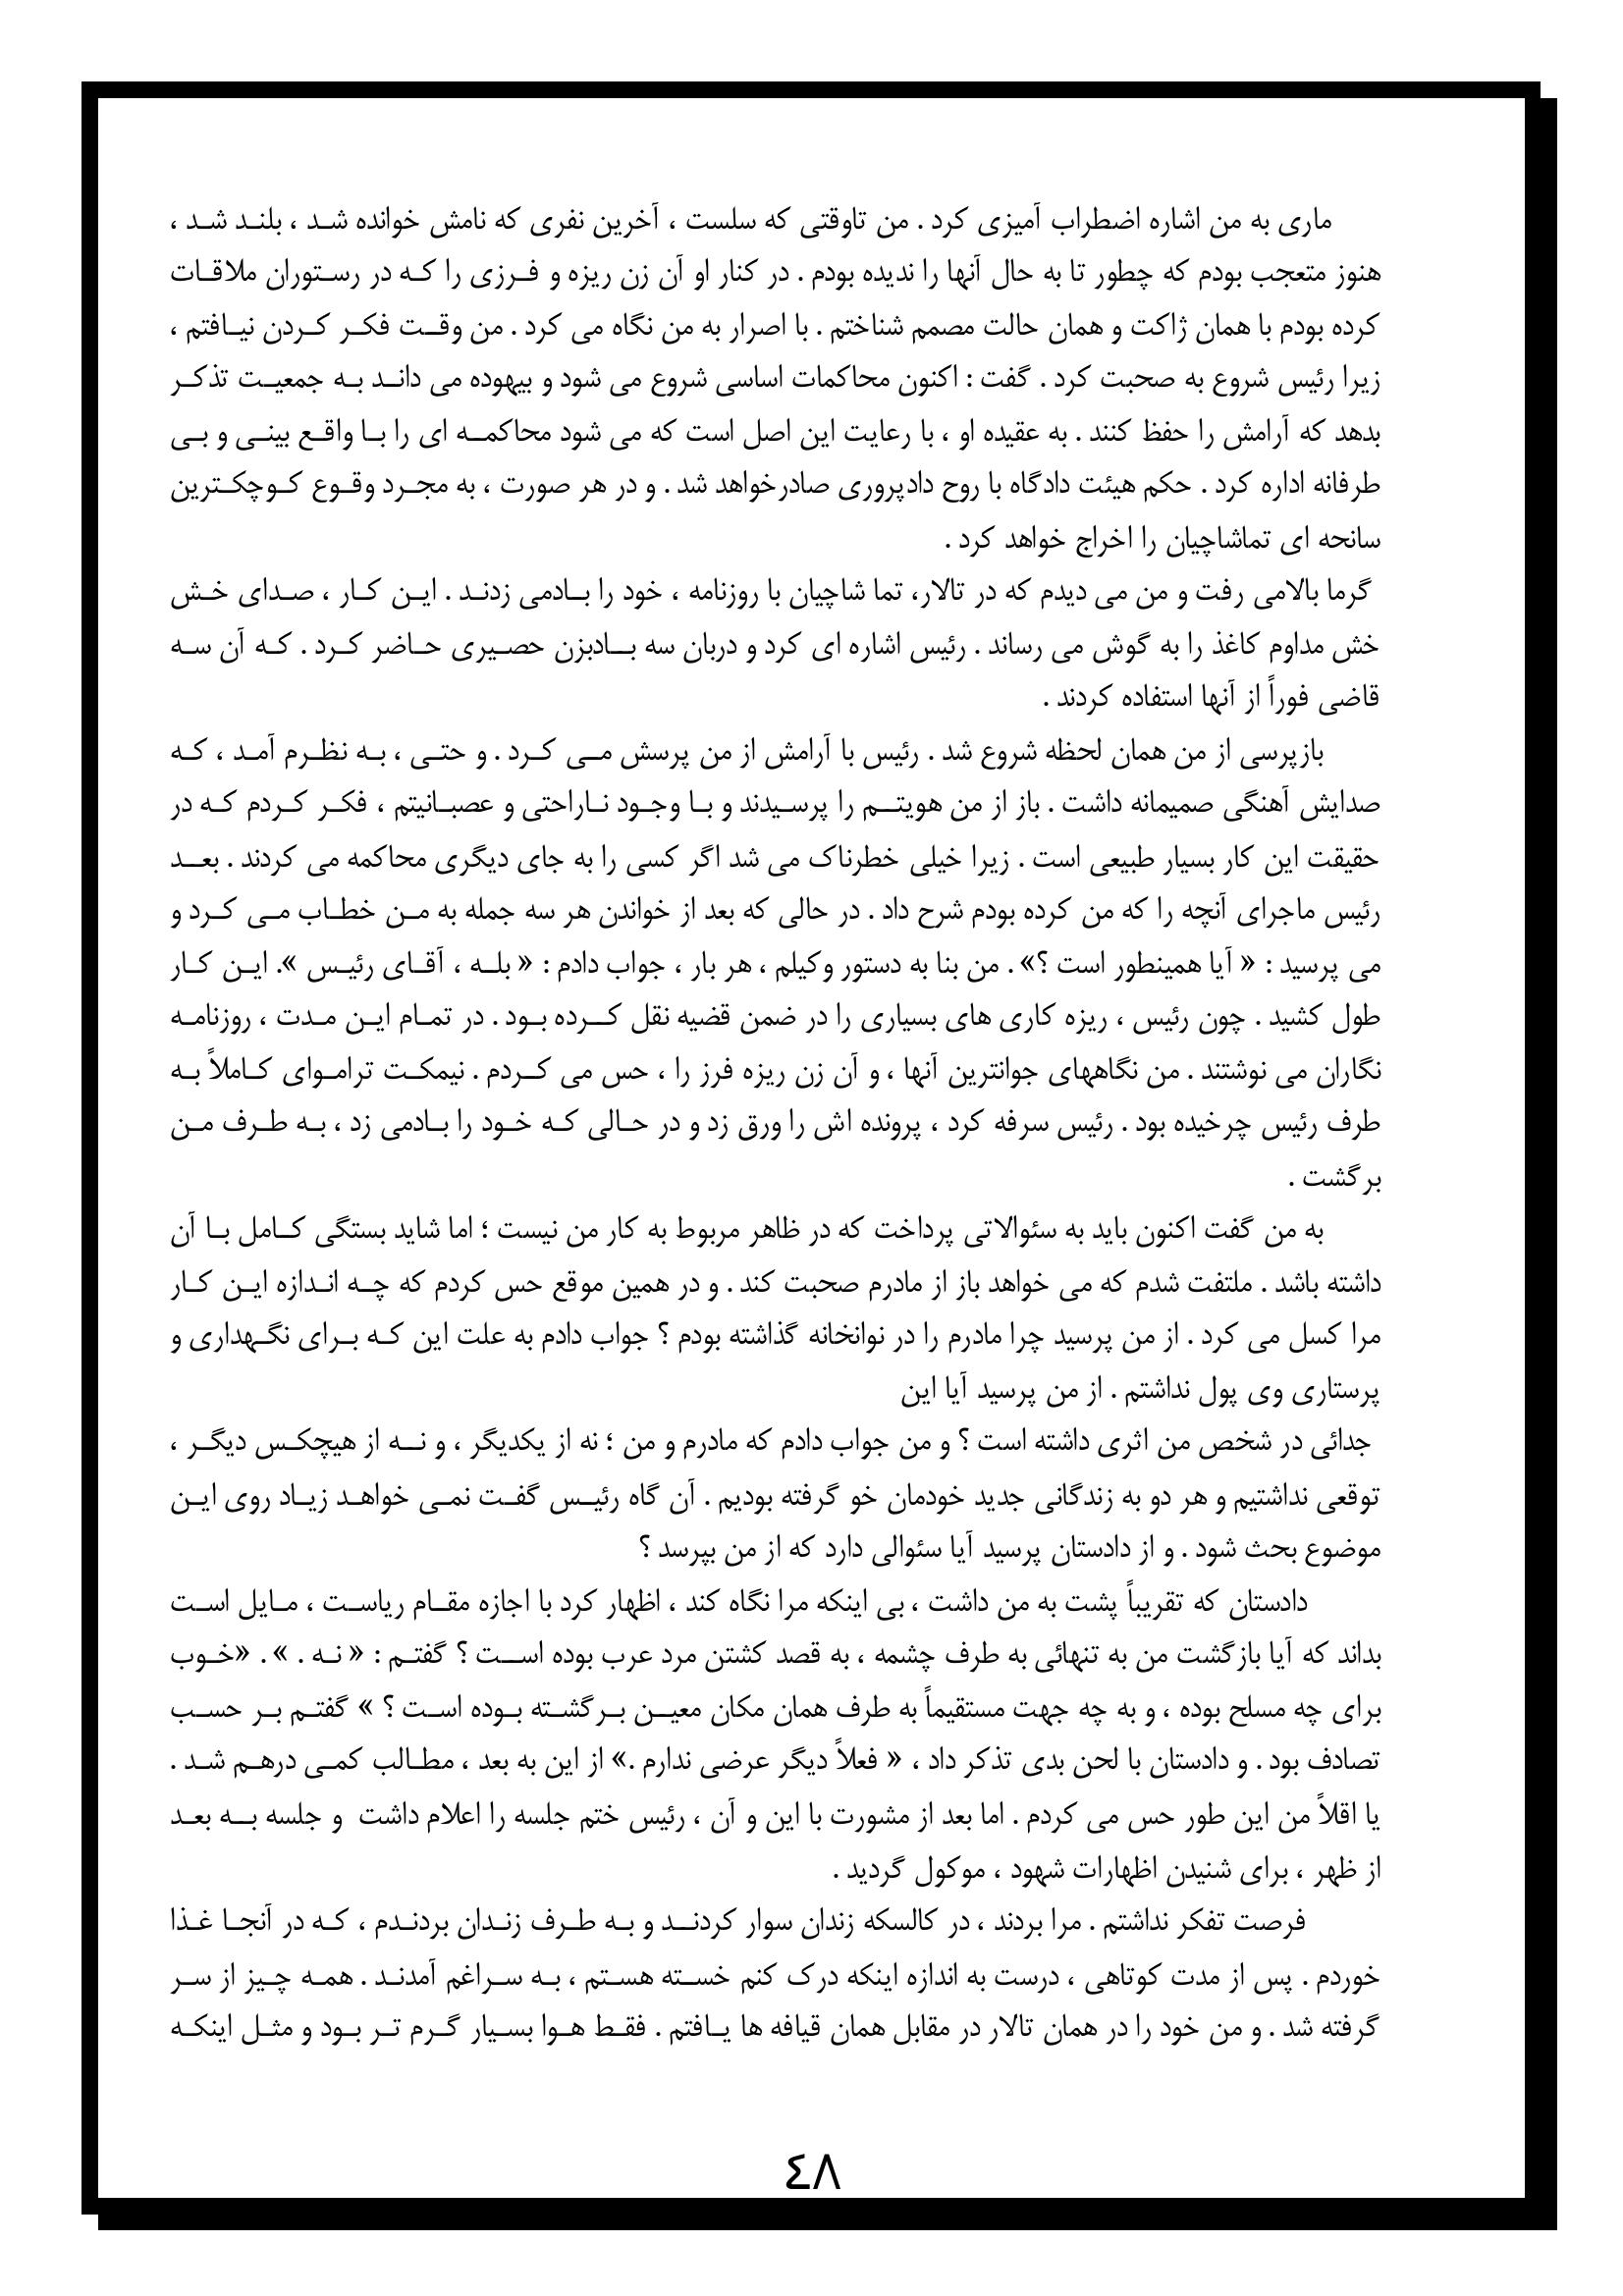 ماری به من اشاره اضطراب آمیزی کرد . من تاوقتی که سلست ، آخرین نفری که نامش خوانده شد ، بلند شد ،
هنوز متعجب بودم که چطور تا به حال آنها را ندیده بودم . در کنار او آن زن ریزه و فرزی را که در رستوران ملاقات
کرده بودم با همان ژاکت و همان حالت مصمم شناختم . با اصرار به من نگاه می کرد . من وقت فکر کردن نیافتم ،
زیرا رئیس شروع به صحبت کرد . گفت : اکنون محاکمات اساسی شروع می شود و بیهوده می داند به جمعیت تذکر
بدهد که آرامش را حفظ کنند . به عقیده او ، با رعایت این اصل است که می شود محاکمه ای را با واقع بینی و بی
طرفانه اداره کرد . حکم هیئت دادگاه با روح دادپروری صادرخواهد شد . و در هر صورت ، به مجرد وقوع کوچکترین
سانحه ای تماشاچیان را اخراج خواهد کرد .
گرما بالامی رفت و من می دیدم که در تالار، تما شاچیان با روزنامه ، خود را بادمی زدند . این کار ، صدای خش
خش مداوم کاغذ را به گوش می رساند . رئیس اشاره ای کرد و دربان سه بادبزن حصیری حاضر کرد . که آن سه
قاضی فوراً از آنها استفاده کردند .
بازپرسی از من همان لحظه شروع شد . رئیس با آرامش از من پرسش می کرد . و حتی ، به نظرم آمد ، که
صدایش آهنگی صمیمانه داشت . باز از من هویتم را پرسیدند و با وجود ناراحتی و عصبانیتم ، فکر کردم که در
حقیقت این کار بسیار طبیعی است . زیرا خیلی خطرناک می شد اگر کسی را به جای دیگری محاکمه می کردند . بعد
رئیس ماجرای آنچه را که من کرده بودم شرح داد . در حالی که بعد از خواندن هر سه جمله به من خطاب می کرد و
می پرسید : « آیا همینطور است ؟» . من بنا به دستور وکیلم ، هر بار ، جواب دادم : « بله ، آقای رئیس ». این کار
طول کشید . چون رئیس ، ریزه کاری های بسیاری را در ضمن قضیه نقل کرده بود . در تمام این مدت ، روزنامه
نگاران می نوشتند . من نگاههای جوانترین آنها ، و آن زن ریزه فرز را ، حس می کردم . نیمکت تراموای کاملاً به
طرف رئیس چرخیده بود . رئیس سرفه کرد ، پرونده اش را ورق زد و در حالی که خود را بادمی زد ، به طرف من
برگشت .
به من گفت اکنون باید به سئوالاتی پرداخت که در ظاهر مربوط به کار من نیست ؛ اما شاید بستگی کامل با آن
داشته باشد . ملتفت شدم که می خواهد باز از مادرم صحبت کند . و در همین موقع حس کردم که چه اندازه این کار
مرا کسل می کرد . از من پرسید چرا مادرم را در نوانخانه گذاشته بودم ؟ جواب دادم به علت این که برای نگهداری و
پرستاری وی پول نداشتم . از من پرسید آیا این
جدائی در شخص من اثری داشته است ؟ و من جواب دادم که مادرم و من ؛ نه از یکدیگر ، و نه از هیچکس دیگر ،
توقعی نداشتیم و هر دو به زندگانی جدید خودمان خو گرفته بودیم . آن گاه رئیس گفت نمی خواهد زیاد روی این
موضوع بحث شود . و از دادستان پرسید آیا سئوالی دارد که از من بپرسد ؟
دادستان که تقریباً پشت به من داشت ، بی اینکه مرا نگاه کند ، اظهار کرد با اجازه مقام ریاست ، مایل است
بداند که آیا بازگشت من به تنهائی به طرف چشمه ، به قصد کشتن مرد عرب بوده است ؟ گفتم : « نه . » . «خوب
برای چه مسلح بوده ، و به چه جهت مستقیماً به طرف همان مکان معین برگشته بوده است ؟ » گفتم بر حسب
تصادف بود . و دادستان با لحن بدی تذکر داد ، « فعلاً دیگر عرضی ندارم .» از این به بعد ، مطالب کمی درهم شد .
یا اقلاً من این طور حس می کردم . اما بعد از مشورت با این و آن ، رئیس ختم جلسه را اعلام داشت و جلسه به بعد
از ظهر ، برای شنیدن اظهارات شهود ، موکول گردید .
فرصت تفکر نداشتم . مرا بردند ، در کالسکه زندان سوار کردند و به طرف زندان بردندم ، که در آنجا غذا
خوردم . پس از مدت کوتاهی ، درست به اندازه اینکه درک کنم خسته هستم ، به سراغم آمدند . همه چیز از سر
گرفته شد . و من خود را در همان تالار در مقابل همان قیافه ها یافتم . فقط هوا بسیار گرم تر بود و مثل اینکه
٤٨